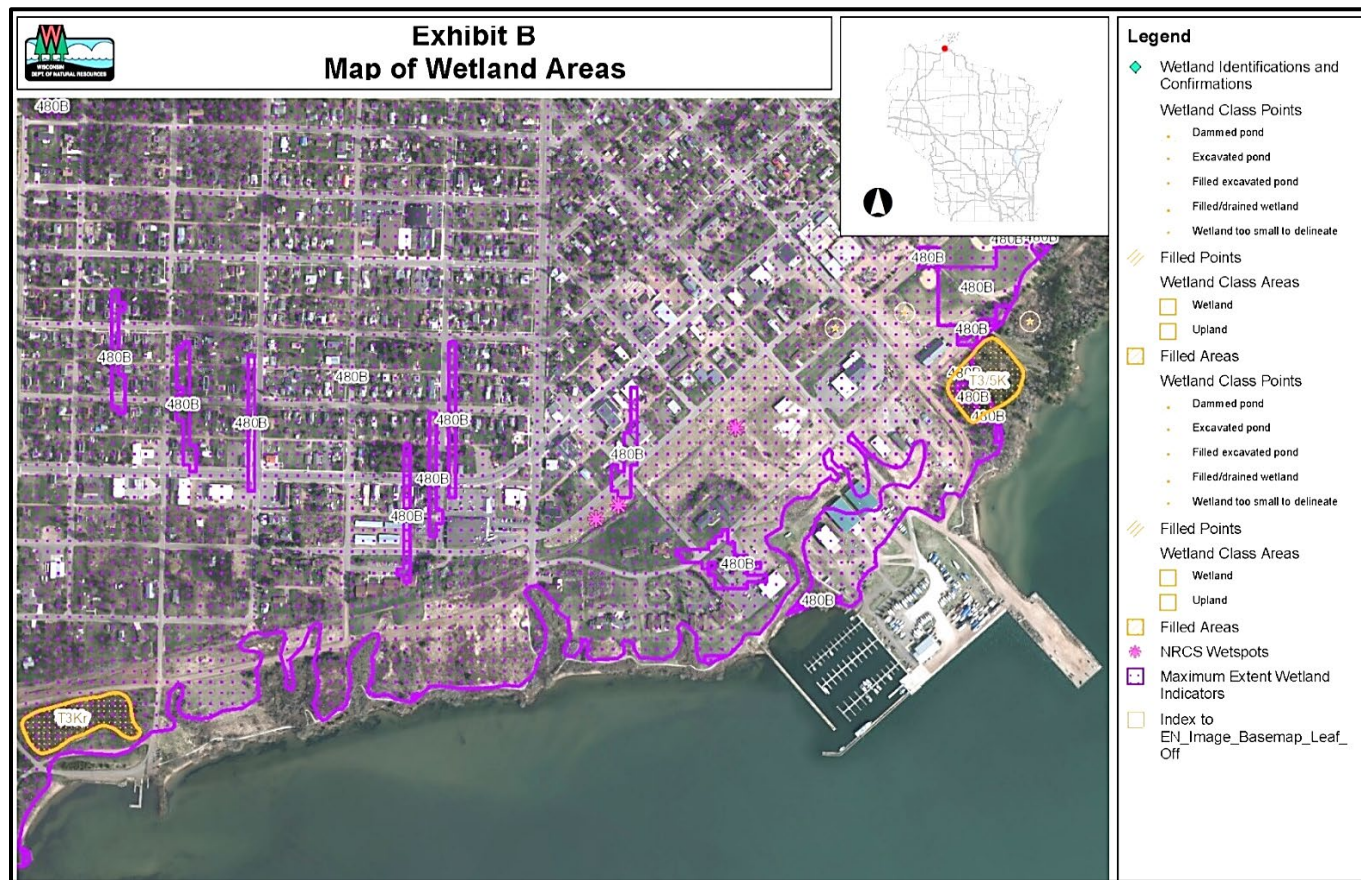 WISCONSIN
DEPT. OF NATURAL RESOURCES
Exhibit B
Map of Wetland Areas
Legend
Wetland Identifications and
Confirmations
Wetland Class Points
Dammed pond
Excavated pond
Filled excavated pond
Filled/drained wetland
Wetland too small to delineate
Filled Points
Wetland Class Areas
Wetland
Upland
Filled Areas
Wetland Class Points
Dammed pond
Excavated pond
Filled excavated pond
Filled/drained wetland
Wetland too small to delineate
Filled Points
Wetland Class Areas
Wetland
Upland
Filled Areas
NRCS Wetspots
Maximum Extent Wetland
Indicators
Index to
EN_Image_Basemap_Leaf_
Off
480B
480B
480B
480B
480B
480B
480B
480B
480B
480B
T3/5K
480B
480B
480B
480B
480B
480B
480B
480B
480B
480B
480B
T3Kr